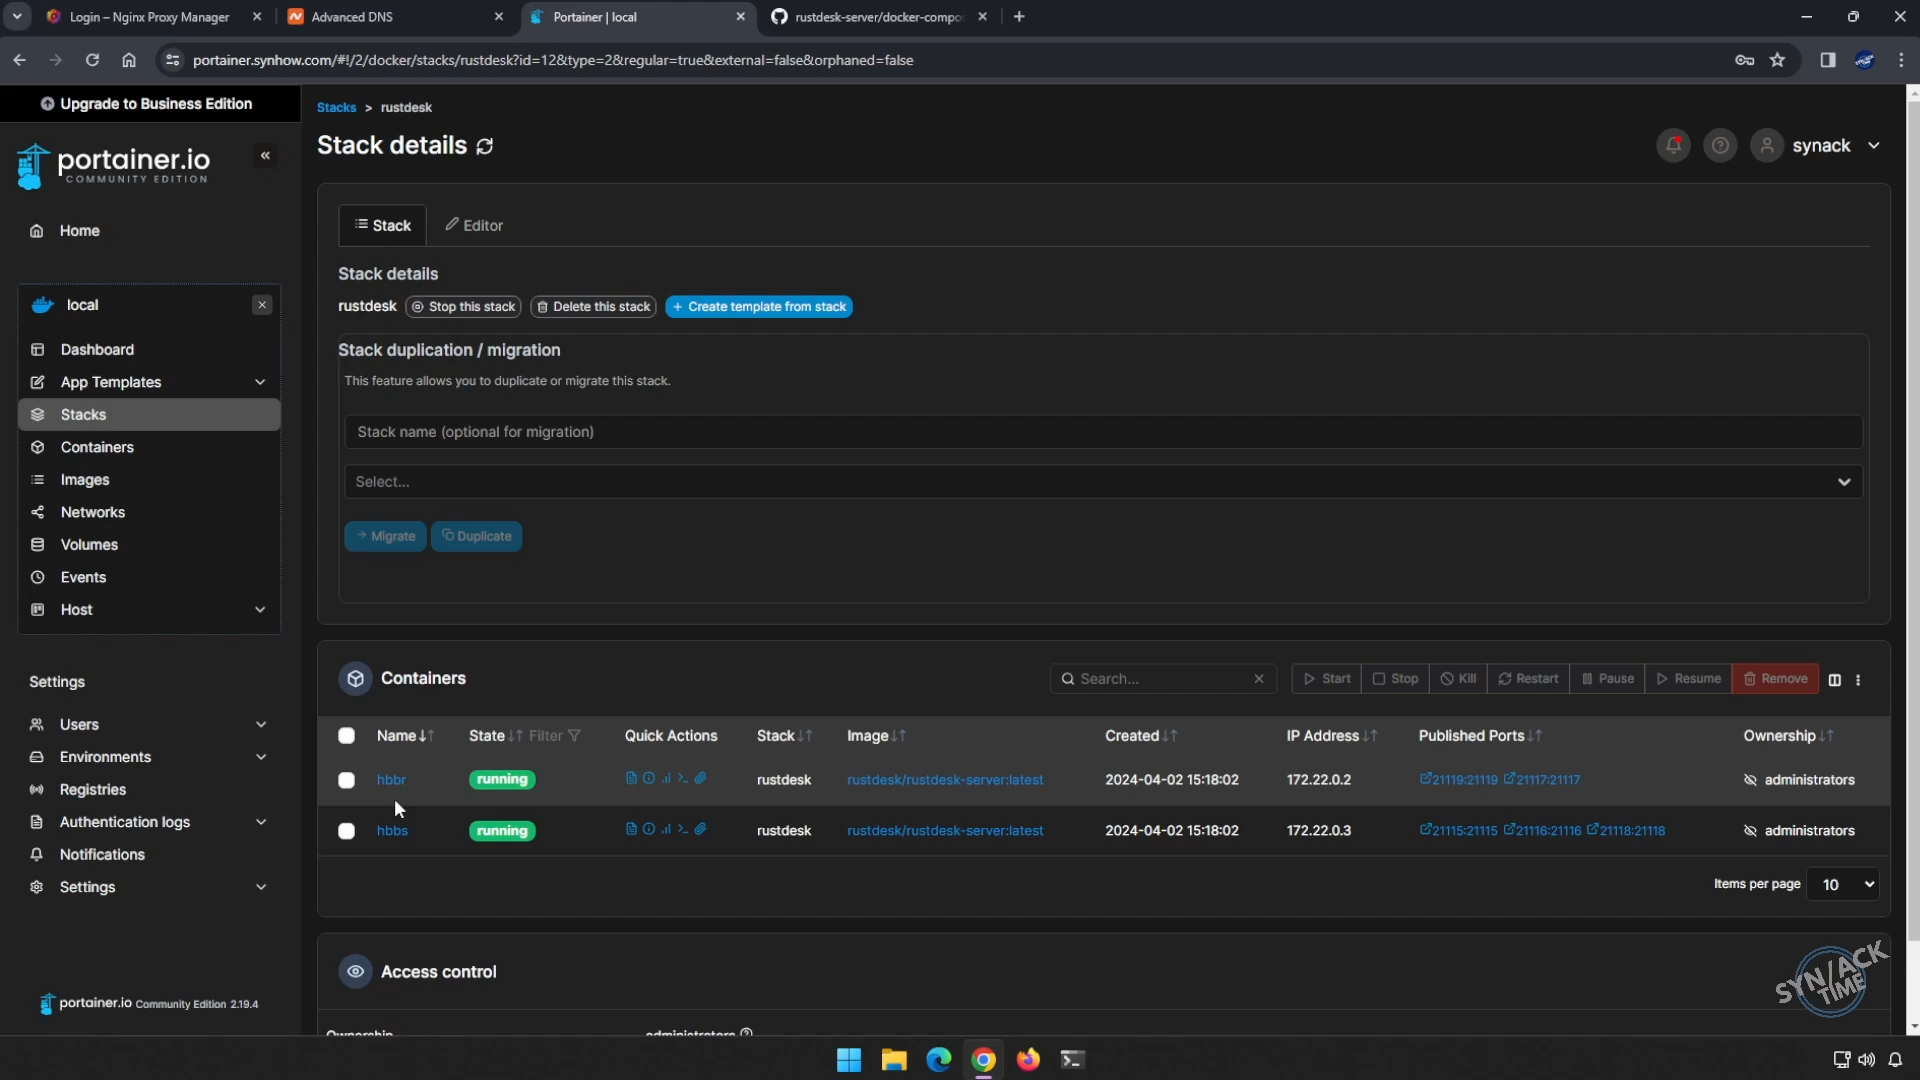 Login – Nginx Proxy Manager
Advanced DNS
Portainer | local
rustdesk-server/docker-compo
portainer.synhow.com/#!/2/docker/stacks/rustdesk?id=12&type=2&regular=true&external=false&orphaned=false
Upgrade to Business Edition
portainer.io
COMMUNITY EDITION
Home
local
Dashboard
App Templates
Stacks
Containers
Images
Networks
Volumes
Events
Host
Settings
Users
Environments
Registries
Authentication logs
Notifications
Settings
portainer.io Community Edition 2.19.4
Stacks > rustdesk
Stack details
synack
Stack
Editor
Stack details
rustdesk
Stop this stack
Delete this stack
+ Create template from stack
Stack duplication / migration
This feature allows you to duplicate or migrate this stack.
Stack name (optional for migration)
Select...
Migrate
Duplicate
Containers
Search...
Start
Stop
Kill
Restart
Pause
Resume
Remove
Name State Filter Quick Actions Stack Image Created IP Address Published Ports Ownership
hbbr running rustdesk rustdesk/rustdesk-server:latest 2024-04-02 15:18:02 172.22.0.2 21119:21119 21117:21117 administrators
hbbs running rustdesk rustdesk/rustdesk-server:latest 2024-04-02 15:18:02 172.22.0.3 21115:21115 21116:21116 21118:21118 administrators
Items per page 10
Access control
Ownership administrators
SYN/ACK
TIME